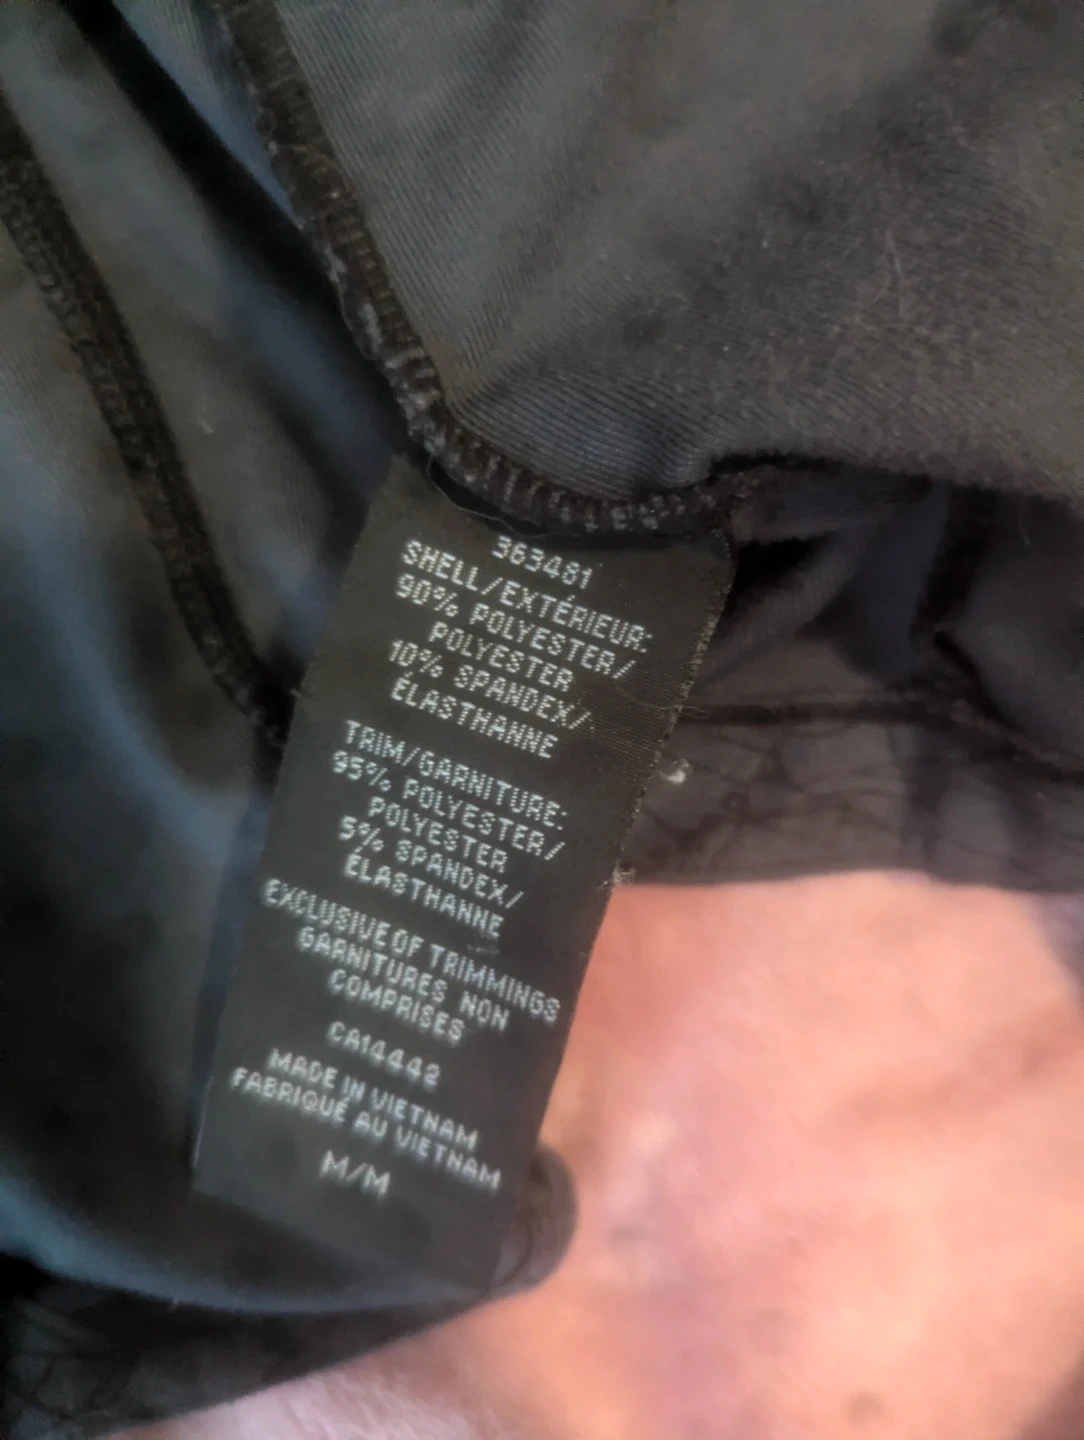 363481
SHELL/EXTÉRIEUR:
90% POLYESTER/
POLYESTER
10% SPANDEX/
ÉLASTHANNE
TRIM/GARNITURE:
95% POLYESTER/
POLYESTER
5% SPANDEX/
ÉLASTHANNE
EXCLUSIVE OF TRIMMINGS
GARNITURES NON
COMPRISES
CA14442
MADE IN VIETNAM
FABRIQUÉ AU VIETNAM
M/M